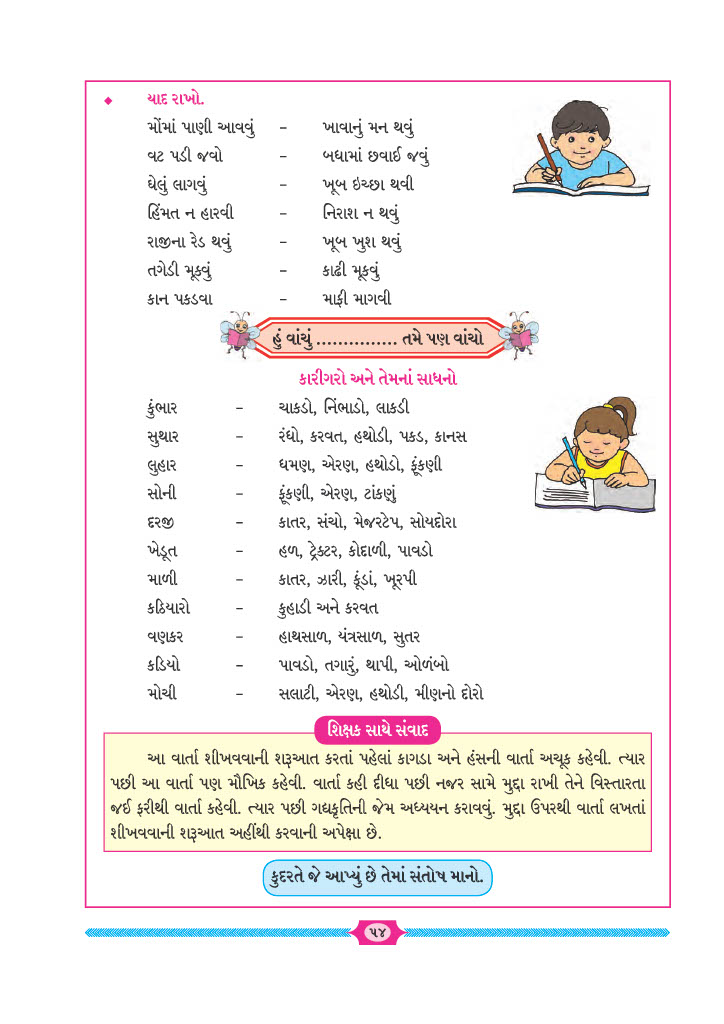 ◆ યાદ રાખો.
મોંમાં પાણી આવવું – ખાવાનું મન થવું
વટ પડી જવો – બધામાં છવાઈ જવું
ઘેલું લાગવું – ખૂબ ઇચ્છા થવી
હિંમત ન હારવી – નિરાશ ન થવું
રાજીના રેડ થવું – ખૂબ ખુશ થવું
તગેડી મૂકવું – કાઢી મૂકવું
કાન પકડવા – માફી માગવી
હું વાંચું ............... તમે પણ વાંચો
કારીગરો અને તેમનાં સાધનો
કુંભાર – ચાકડો, નિંભાડો, લાકડી
સુથાર – રંધો, કરવત, હથોડી, પકડ, કાનસ
લુહાર – ધમણ, એરણ, હથોડો, ફૂંકણી
સોની – ફૂંકણી, એરણ, ટાંકણું
દરજી – કાતર, સંચો, મેજરટેપ, સોયદોરા
ખેડૂત – હળ, ટ્રેક્ટર, કોદાળી, પાવડો
માળી – કાતર, ઝારી, કૂંડાં, ખૂરપી
કઠિયારો – કુહાડી અને કરવત
વણકર – હાથસાળ, યંત્રસાળ, સુતર
કડિયો – પાવડો, તગારું, થાપી, ઓળંબો
મોચી – સલાટી, એરણ, હથોડી, મીણનો દોરો
શિક્ષક સાથે સંવાદ
આ વાર્તા શીખવવાની શરૂઆત કરતાં પહેલાં કાગડા અને હંસની વાર્તા અચૂક કહેવી. ત્યાર
પછી આ વાર્તા પણ મૌખિક કહેવી. વાર્તા કહી દીધા પછી નજર સામે મુદ્દા રાખી તેને વિસ્તારતા
જઈ ફરીથી વાર્તા કહેવી. ત્યાર પછી ગદ્યકૃતિની જેમ અધ્યયન કરાવવું. મુદ્દા ઉપરથી વાર્તા લખતાં
શીખવવાની શરૂઆત અહીંથી કરવાની અપેક્ષા છે.
કુદરતે જે આપ્યું છે તેમાં સંતોષ માનો.
૫૪